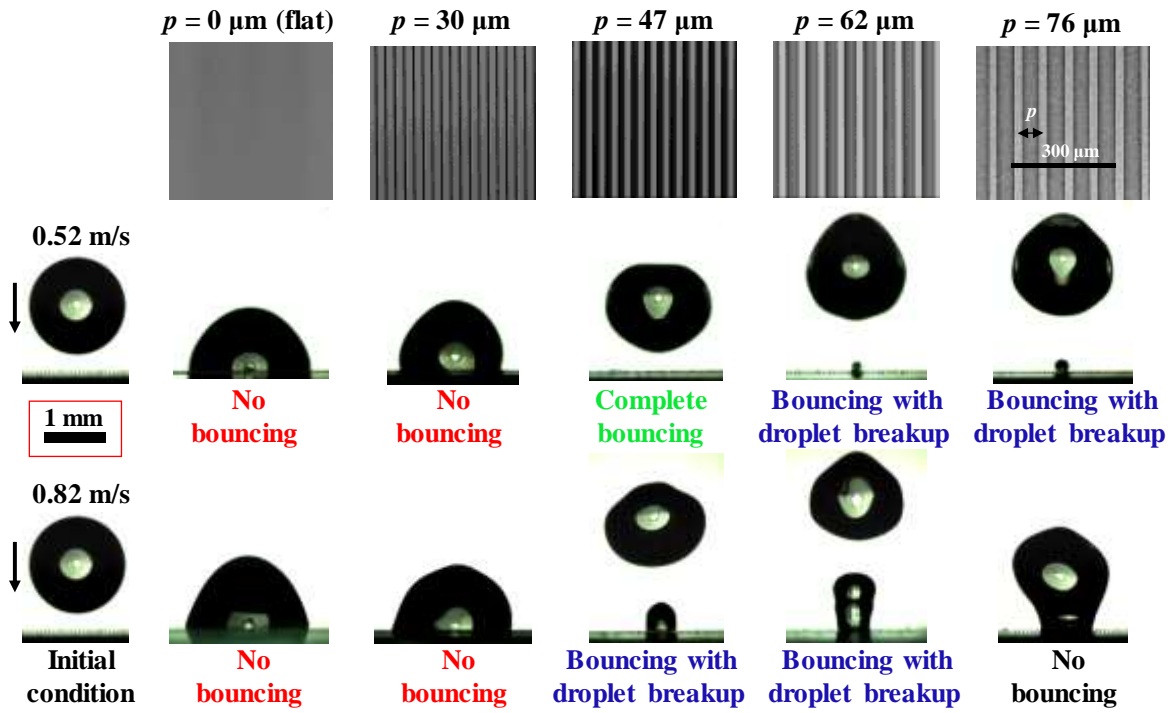 p = 0 μm (flat)
p = 30 μm
p = 47 μm
p = 62 μm
p = 76 μm
p
300 μm
0.52 m/s
1 mm
No
bouncing
No
bouncing
Complete
bouncing
Bouncing with
droplet breakup
Bouncing with
droplet breakup
0.82 m/s
Initial
condition
No
bouncing
No
bouncing
Bouncing with
droplet breakup
Bouncing with
droplet breakup
No
bouncing